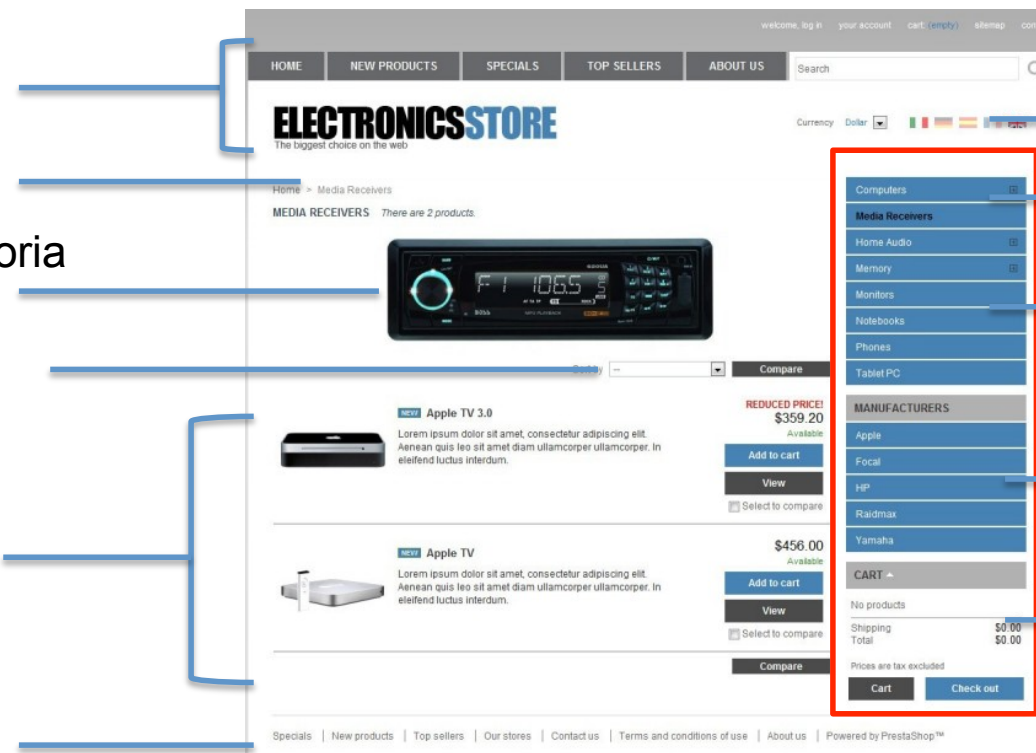 welcome, log in your account cart: (empty) sitemap
HOME NEW PRODUCTS SPECIALS TOP SELLERS ABOUT US Search
ELECTRONICSSTORE
The biggest choice on the web
Currency Dollar
Home > Media Receivers
MEDIA RECEIVERS There are 2 products.
Compare
NEW Apple TV 3.0
Lorem ipsum dolor sit amet, consectetur adipiscing elit.
Aenean quis leo sit amet diam ullamcorper ullamcorper. In
eleifend luctus interdum.
REDUCED PRICE!
$359.20
Available
Add to cart
View
Select to compare
NEW Apple TV
Lorem ipsum dolor sit amet, consectetur adipiscing elit.
Aenean quis leo sit amet diam ullamcorper ullamcorper. In
eleifend luctus interdum.
$456.00
Available
Add to cart
View
Select to compare
Compare
Computers
Media Receivers
Home Audio
Memory
Monitors
Notebooks
Phones
Tablet PC
MANUFACTURERS
Apple
Focal
HP
Raidmax
Yamaha
CART
No products
Shipping $0.00
Total $0.00
Prices are tax excluded
Cart Check out
Specials | New products | Top sellers | Our stores | Contact us | Terms and conditions of use | About us | Powered by PrestaShop™